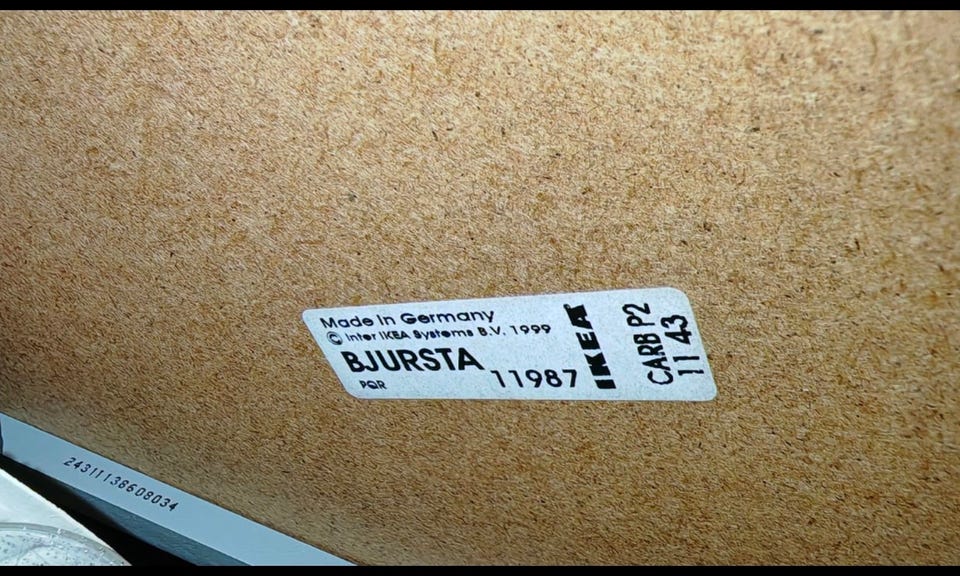 Made in Germany
© Inter IKEA Systems B.V. 1999
BJURSTA
PQR
11987
IKEA
CARB P2
11 43
24311138608034